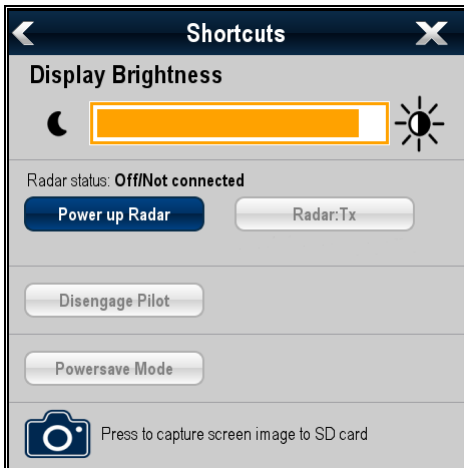 Shortcuts
Display Brightness
Radar status: Off/Not connected
Power up Radar
Radar:Tx
Disengage Pilot
Powersave Mode
Press to capture screen image to SD card